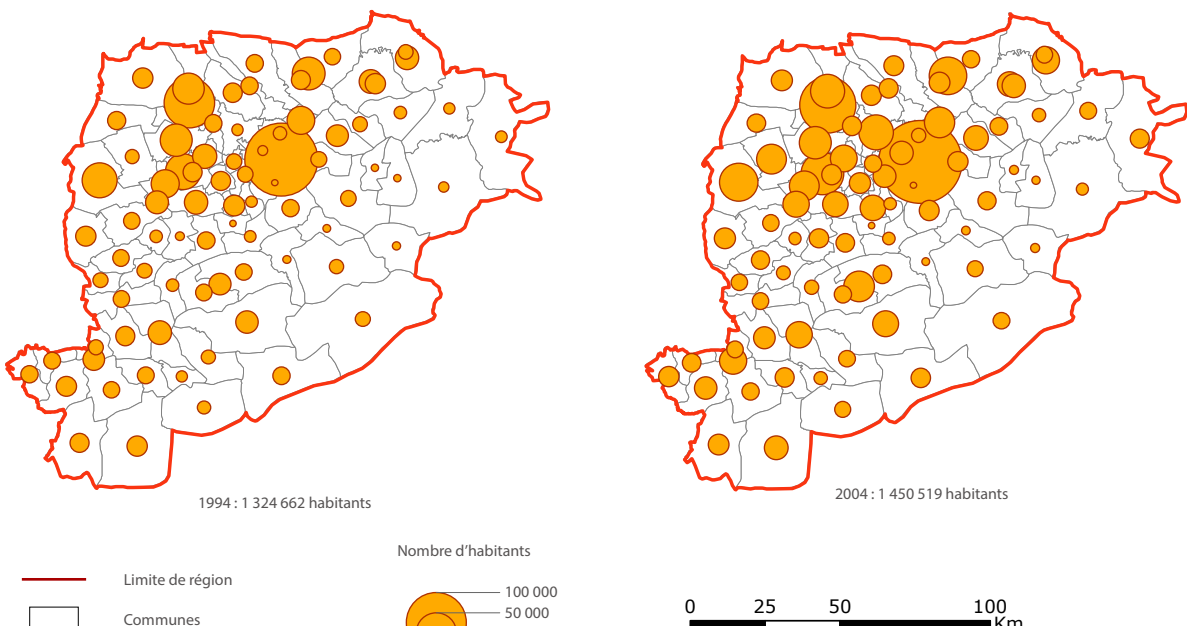 1994 : 1 324 662 habitants
2004 : 1 450 519 habitants
Nombre d’habitants
Limite de région
Communes
100 000
50 000
0 25 50 100
Km